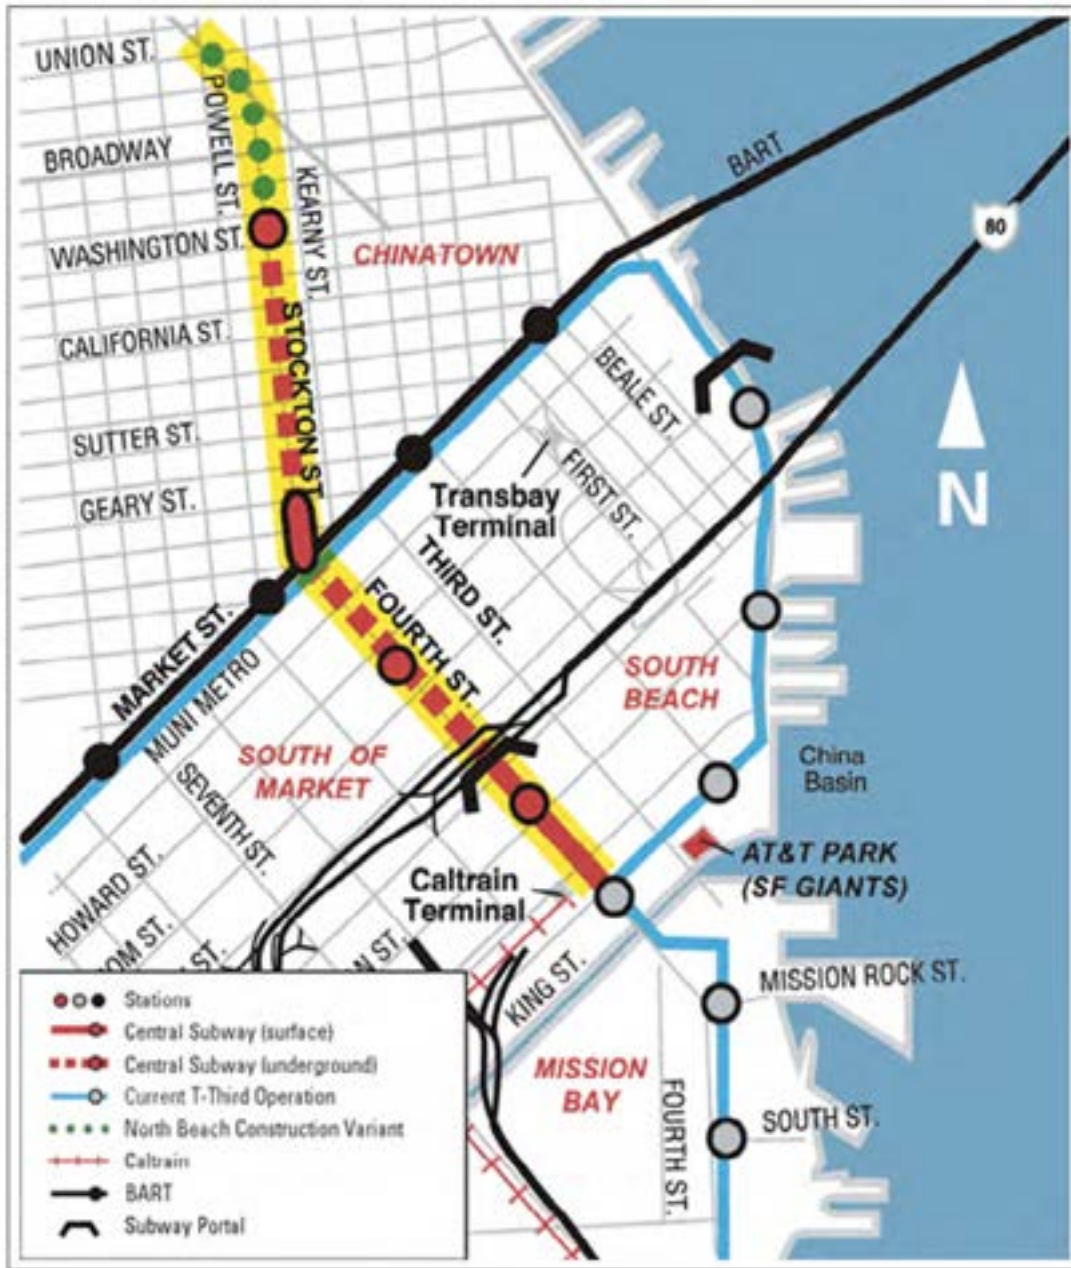 UNION ST.
POWELL ST.
BROADWAY
KEARNY ST.
WASHINGTON ST.
CHINATOWN
BART
80
STOCKTON ST.
CALIFORNIA ST.
BEALE ST.
SUTTER ST.
GEARY ST.
FIRST ST.
Transbay
Terminal
N
THIRD ST.
FOURTH ST.
MARKET ST.
MUNI METRO
SOUTH
BEACH
SOUTH OF
MARKET
China
Basin
SEVENTH ST.
AT&T PARK
(SF GIANTS)
Caltrain
Terminal
HOWARD ST.
OM ST.
ST.
N ST.
KING ST.
MISSION ROCK ST.
MISSION
BAY
FOURTH ST.
SOUTH ST.
Stations
Central Subway (surface)
Central Subway (underground)
Current T-Third Operation
North Beach Construction Variant
Caltrain
BART
Subway Portal